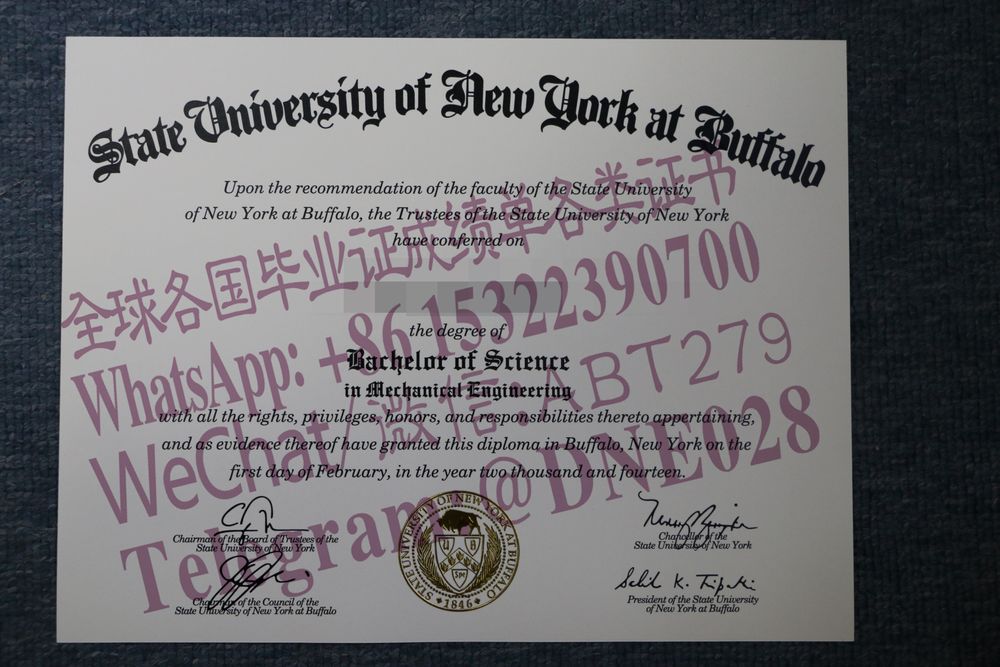 State University of New York at Buffalo
Upon the recommendation of the faculty of the State University
of New York at Buffalo, the Trustees of the State University of New York
have conferred on
全球各国毕业证成绩单各类证书
WhatsApp: +86 15322390700
the degree of
Bachelor of Science
in Mechanical Engineering
WeChat/微信:ABT279
with all the rights, privileges, honors, and responsibilities thereto appertaining,
and as evidence thereof have granted this diploma in Buffalo, New York on the
first day of February, in the year two thousand and fourteen.
Telegram:@DNE028
Chairman of the Board of Trustees of the
State University of New York
Chairman of the Council of the
State University of New York at Buffalo
STATE UNIVERSITY OF NEW YORK AT BUFFALO
U B
1846
Chancellor of the
State University of New York
President of the State University
of New York at Buffalo